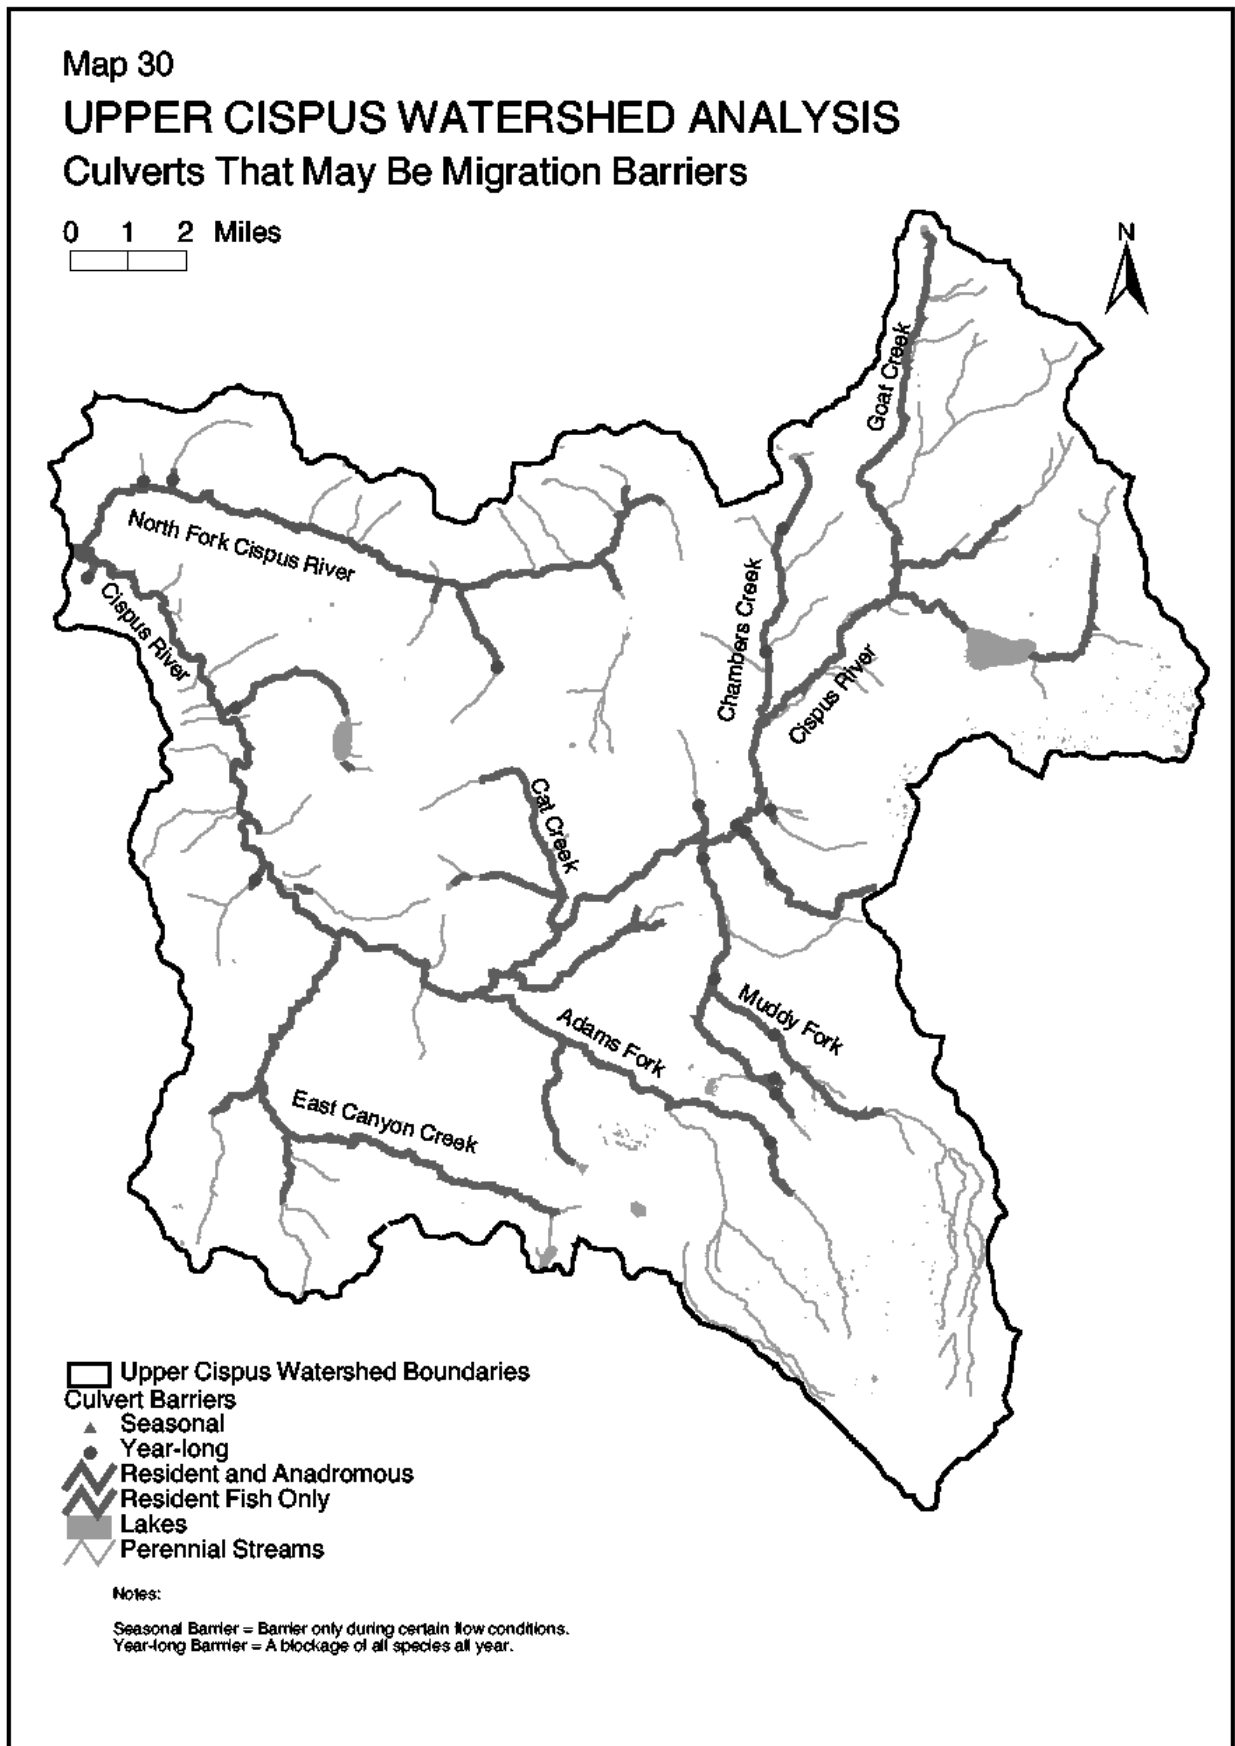 Map 30
UPPER CISPUS WATERSHED ANALYSIS
Culverts That May Be Migration Barriers
0 1 2 Miles
N
Goat Creek
North Fork Cispus River
Cispus River
Chambers Creek
Cispus River
Cat Creek
Muddy Fork
Adams Fork
East Canyon Creek
Upper Cispus Watershed Boundaries
Culvert Barriers
Seasonal
Year-long
Resident and Anadromous
Resident Fish Only
Lakes
Perennial Streams
Notes:
Seasonal Barrier = Barrier only during certain flow conditions.
Year-long Barrrier = A blockage of all species all year.